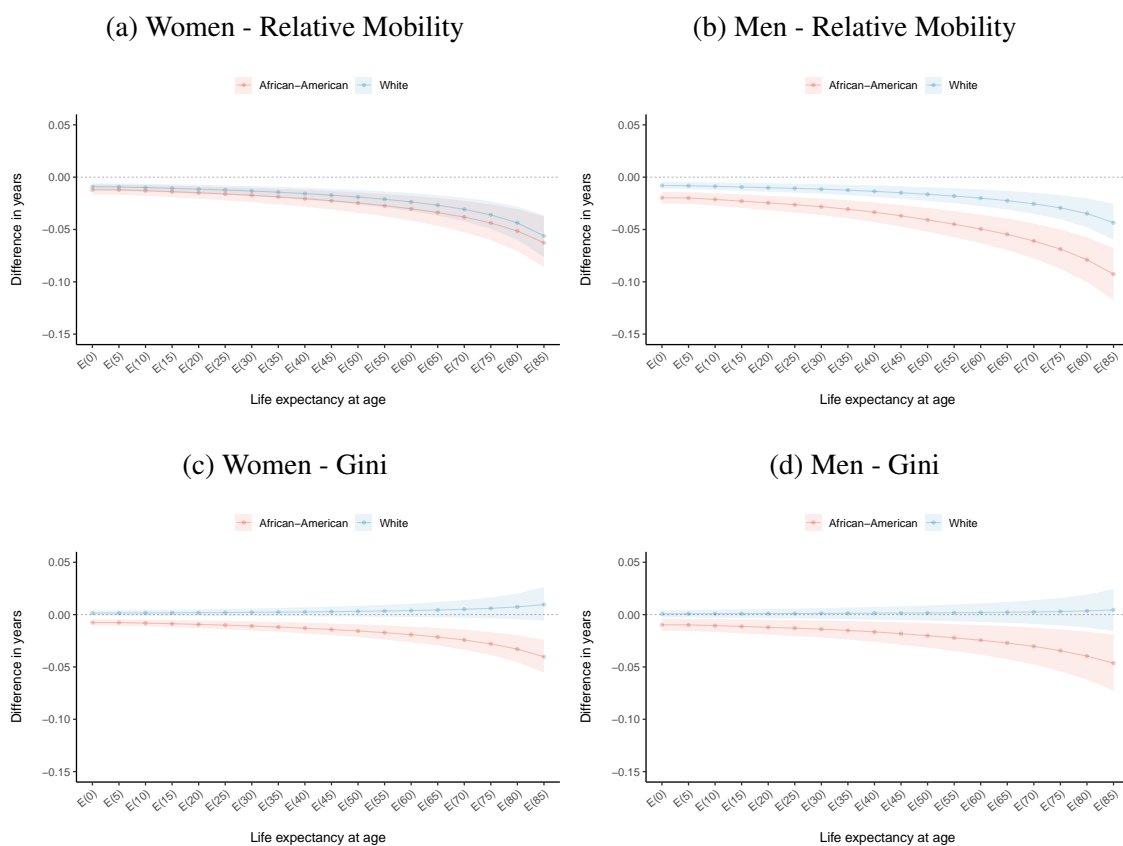 (a) Women - Relative Mobility
African−American White
0.05
0.00
−0.05
−0.10
−0.15
Difference in years
E(0) E(5) E(10) E(15) E(20) E(25) E(30) E(35) E(40) E(45) E(50) E(55) E(60) E(65) E(70) E(75) E(80) E(85)
Life expectancy at age
(b) Men - Relative Mobility
African−American White
0.05
0.00
−0.05
−0.10
−0.15
Difference in years
E(0) E(5) E(10) E(15) E(20) E(25) E(30) E(35) E(40) E(45) E(50) E(55) E(60) E(65) E(70) E(75) E(80) E(85)
Life expectancy at age
(c) Women - Gini
African−American White
0.05
0.00
−0.05
−0.10
−0.15
Difference in years
E(0) E(5) E(10) E(15) E(20) E(25) E(30) E(35) E(40) E(45) E(50) E(55) E(60) E(65) E(70) E(75) E(80) E(85)
Life expectancy at age
(d) Men - Gini
African−American White
0.05
0.00
−0.05
−0.10
−0.15
Difference in years
E(0) E(5) E(10) E(15) E(20) E(25) E(30) E(35) E(40) E(45) E(50) E(55) E(60) E(65) E(70) E(75) E(80) E(85)
Life expectancy at age